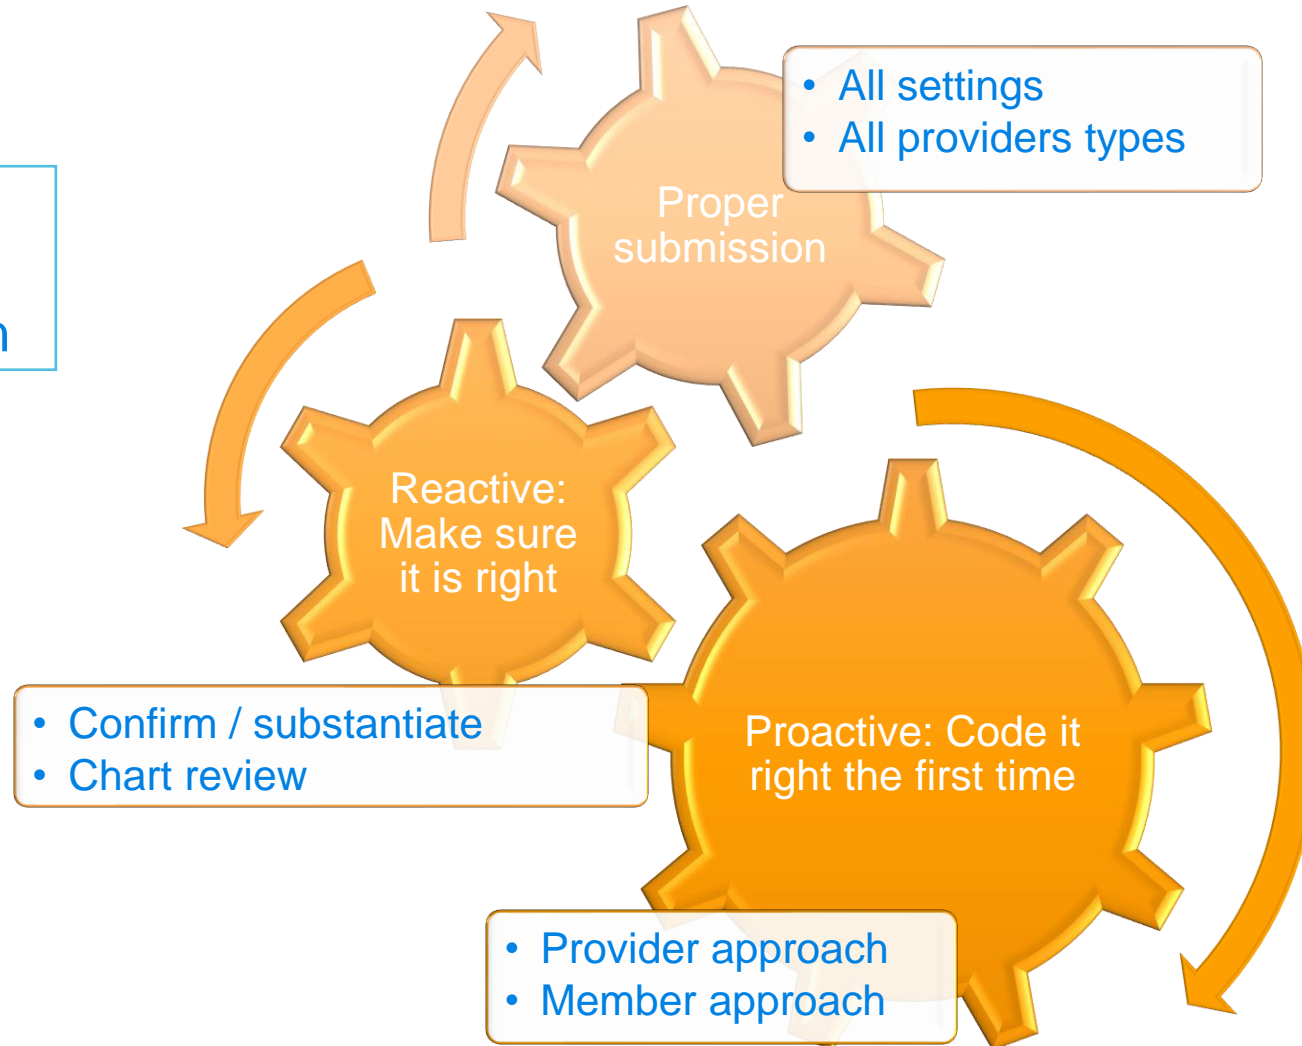 • All settings
• All providers types
Proper
submission
Reactive:
Make sure
it is right
• Confirm / substantiate
• Chart review
Proactive: Code it
right the first time
• Provider approach
• Member approach